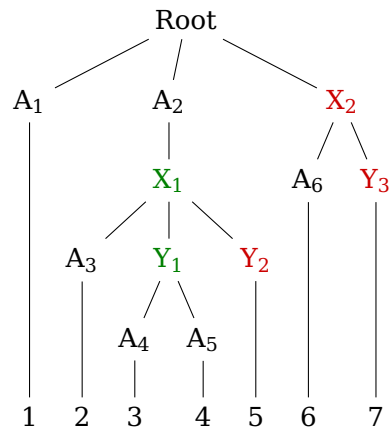 Root
A₁ A₂ X₂
X₁ A₆ Y₃
A₃ Y₁ Y₂
A₄ A₅
1 2 3 4 5 6 7